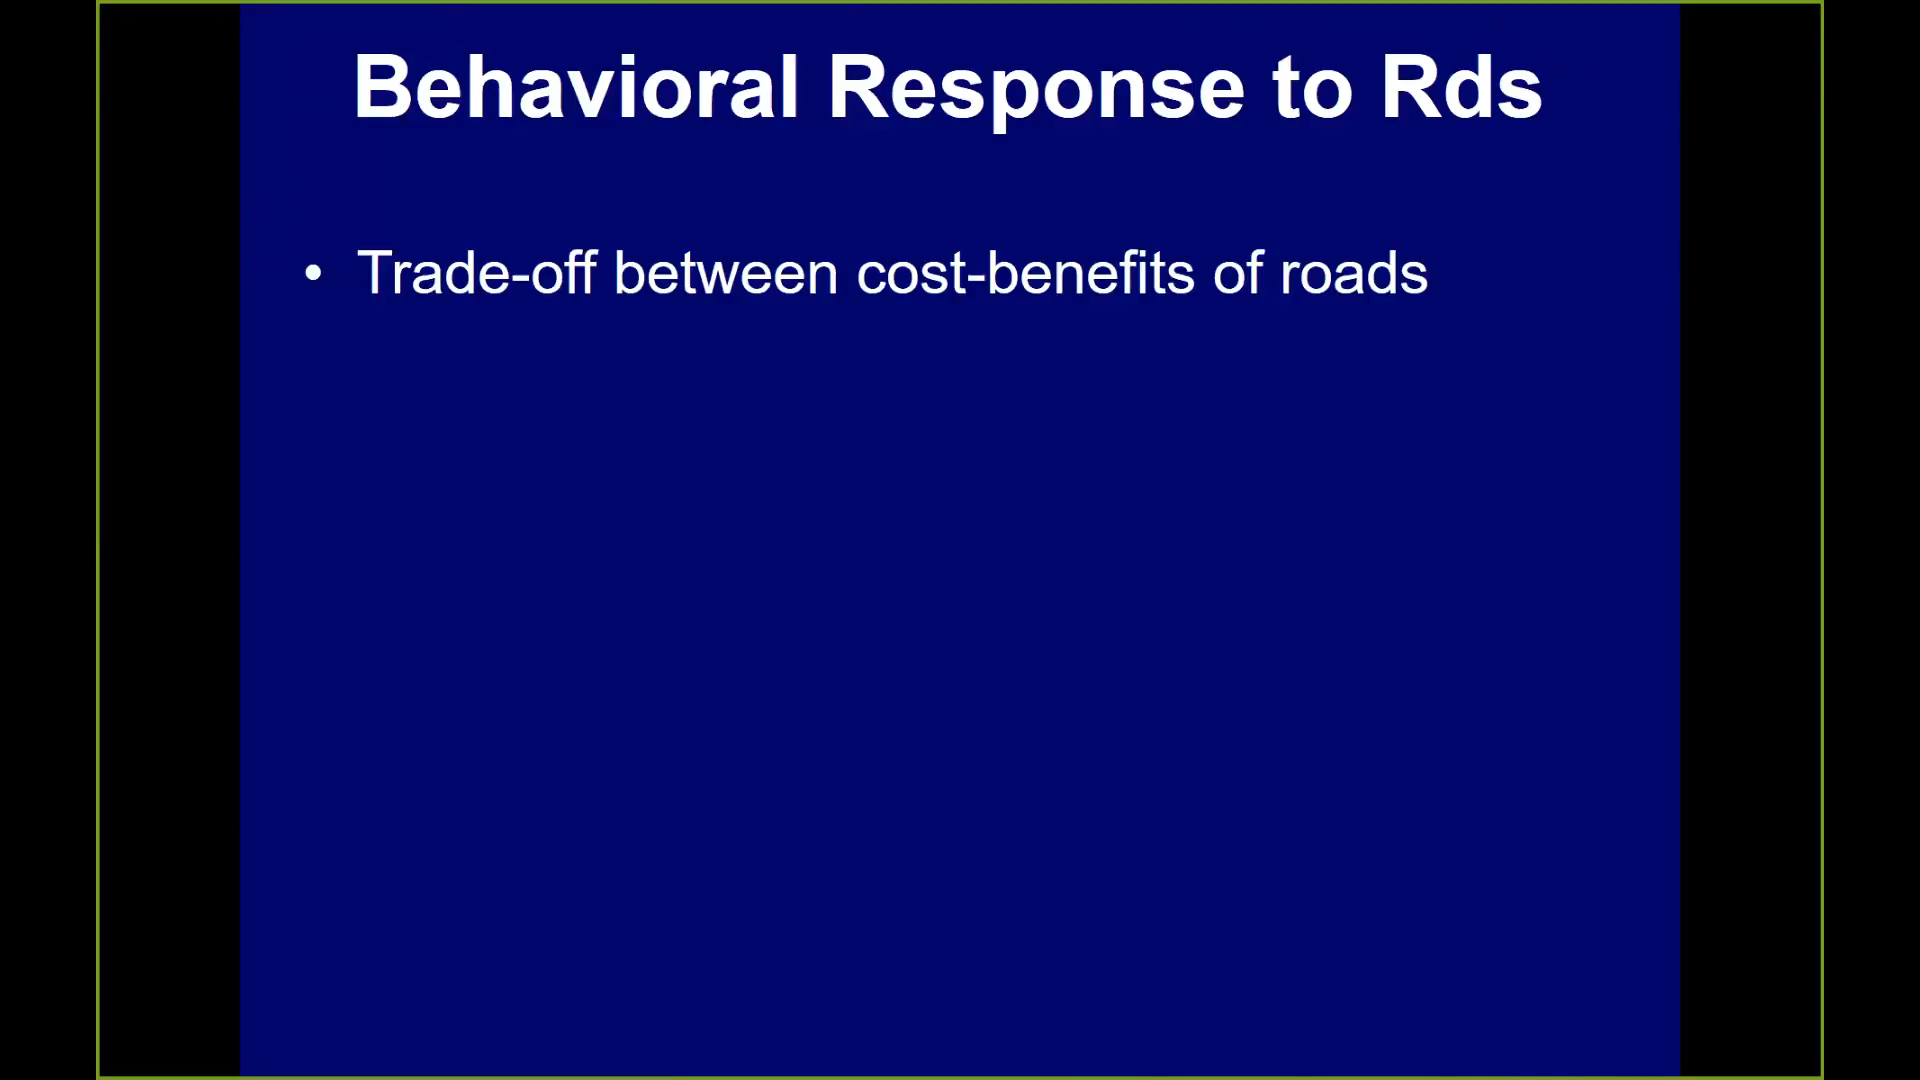 Behavioral Response to Rds
• Trade-off between cost-benefits of roads